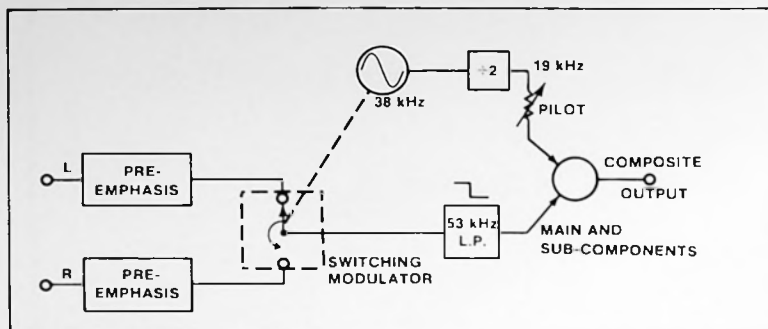 ÷2
19 kHz
38 kHz
PILOT
L
PRE-
EMPHASIS
COMPOSITE
OUTPUT
53 kHz
L.P.
MAIN AND
SUB-COMPONENTS
SWITCHING
MODULATOR
R
PRE-
EMPHASIS